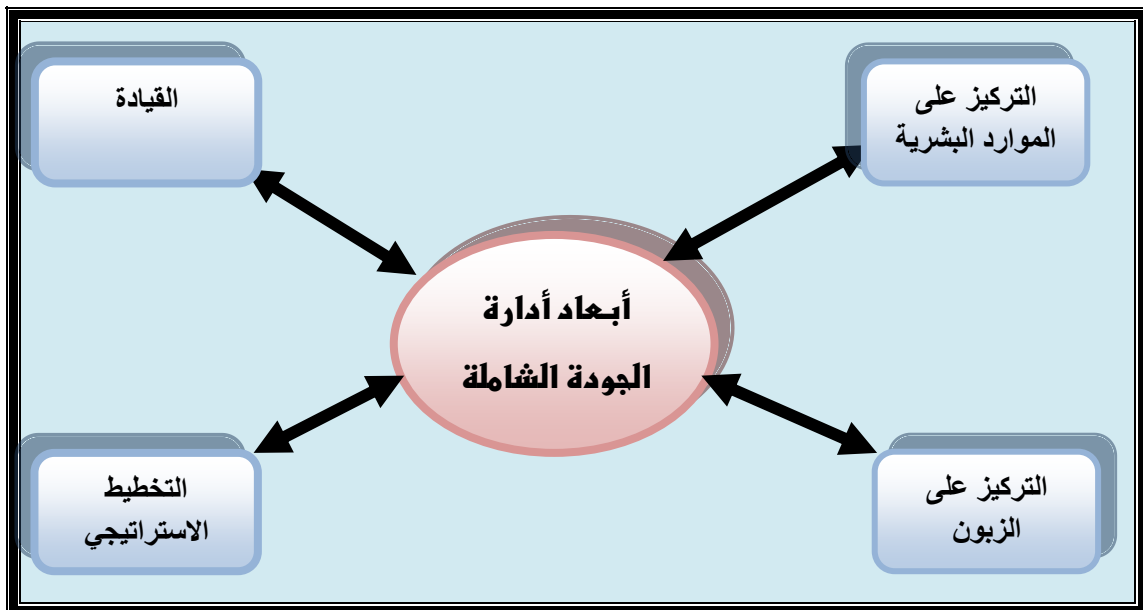 التركيز على
الموارد البشرية
القيادة
أبعاد أدارة
الجودة الشاملة
التركيز على
الزبون
التخطيط
الاستراتيجي